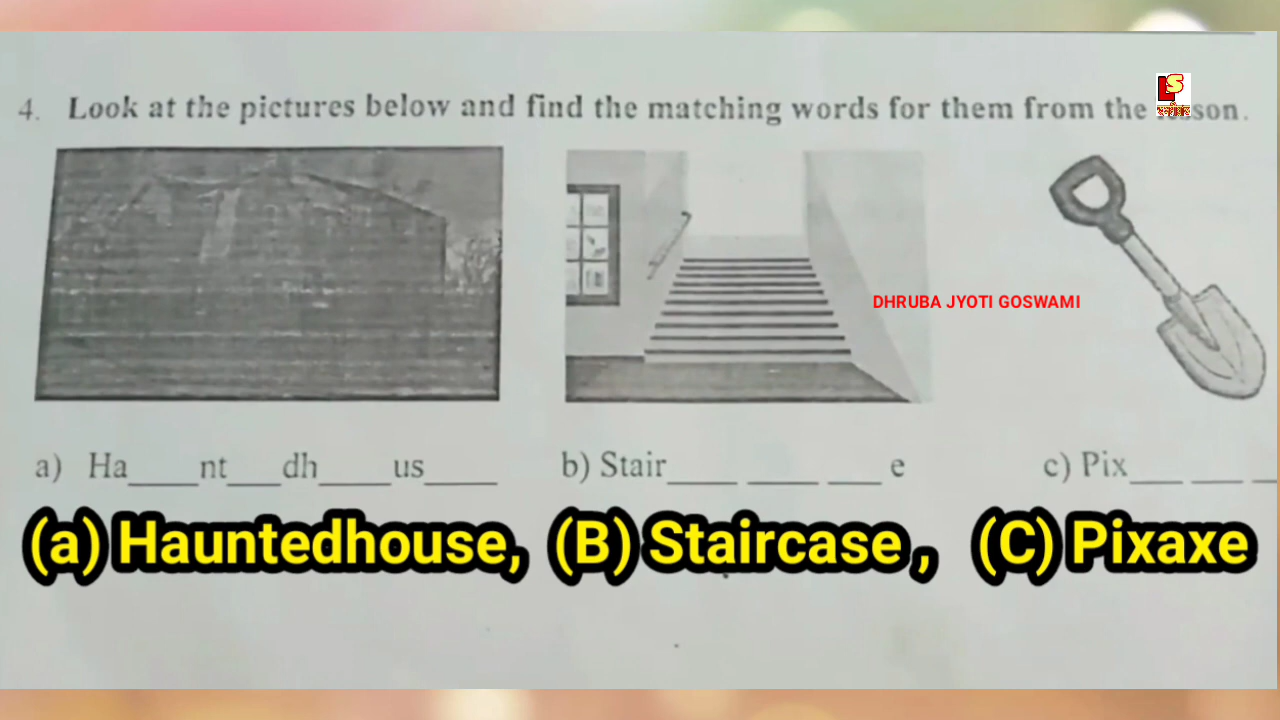 4. Look at the pictures below and find the matching words for them from the
DHRUBA JYOTI GOSWAMI
a) Ha____nt___dh____us____ b) Stair____ ____ ___ e c) Pix___ ___ __
(a) Hauntedhouse, (B) Staircase , (C) Pixaxe